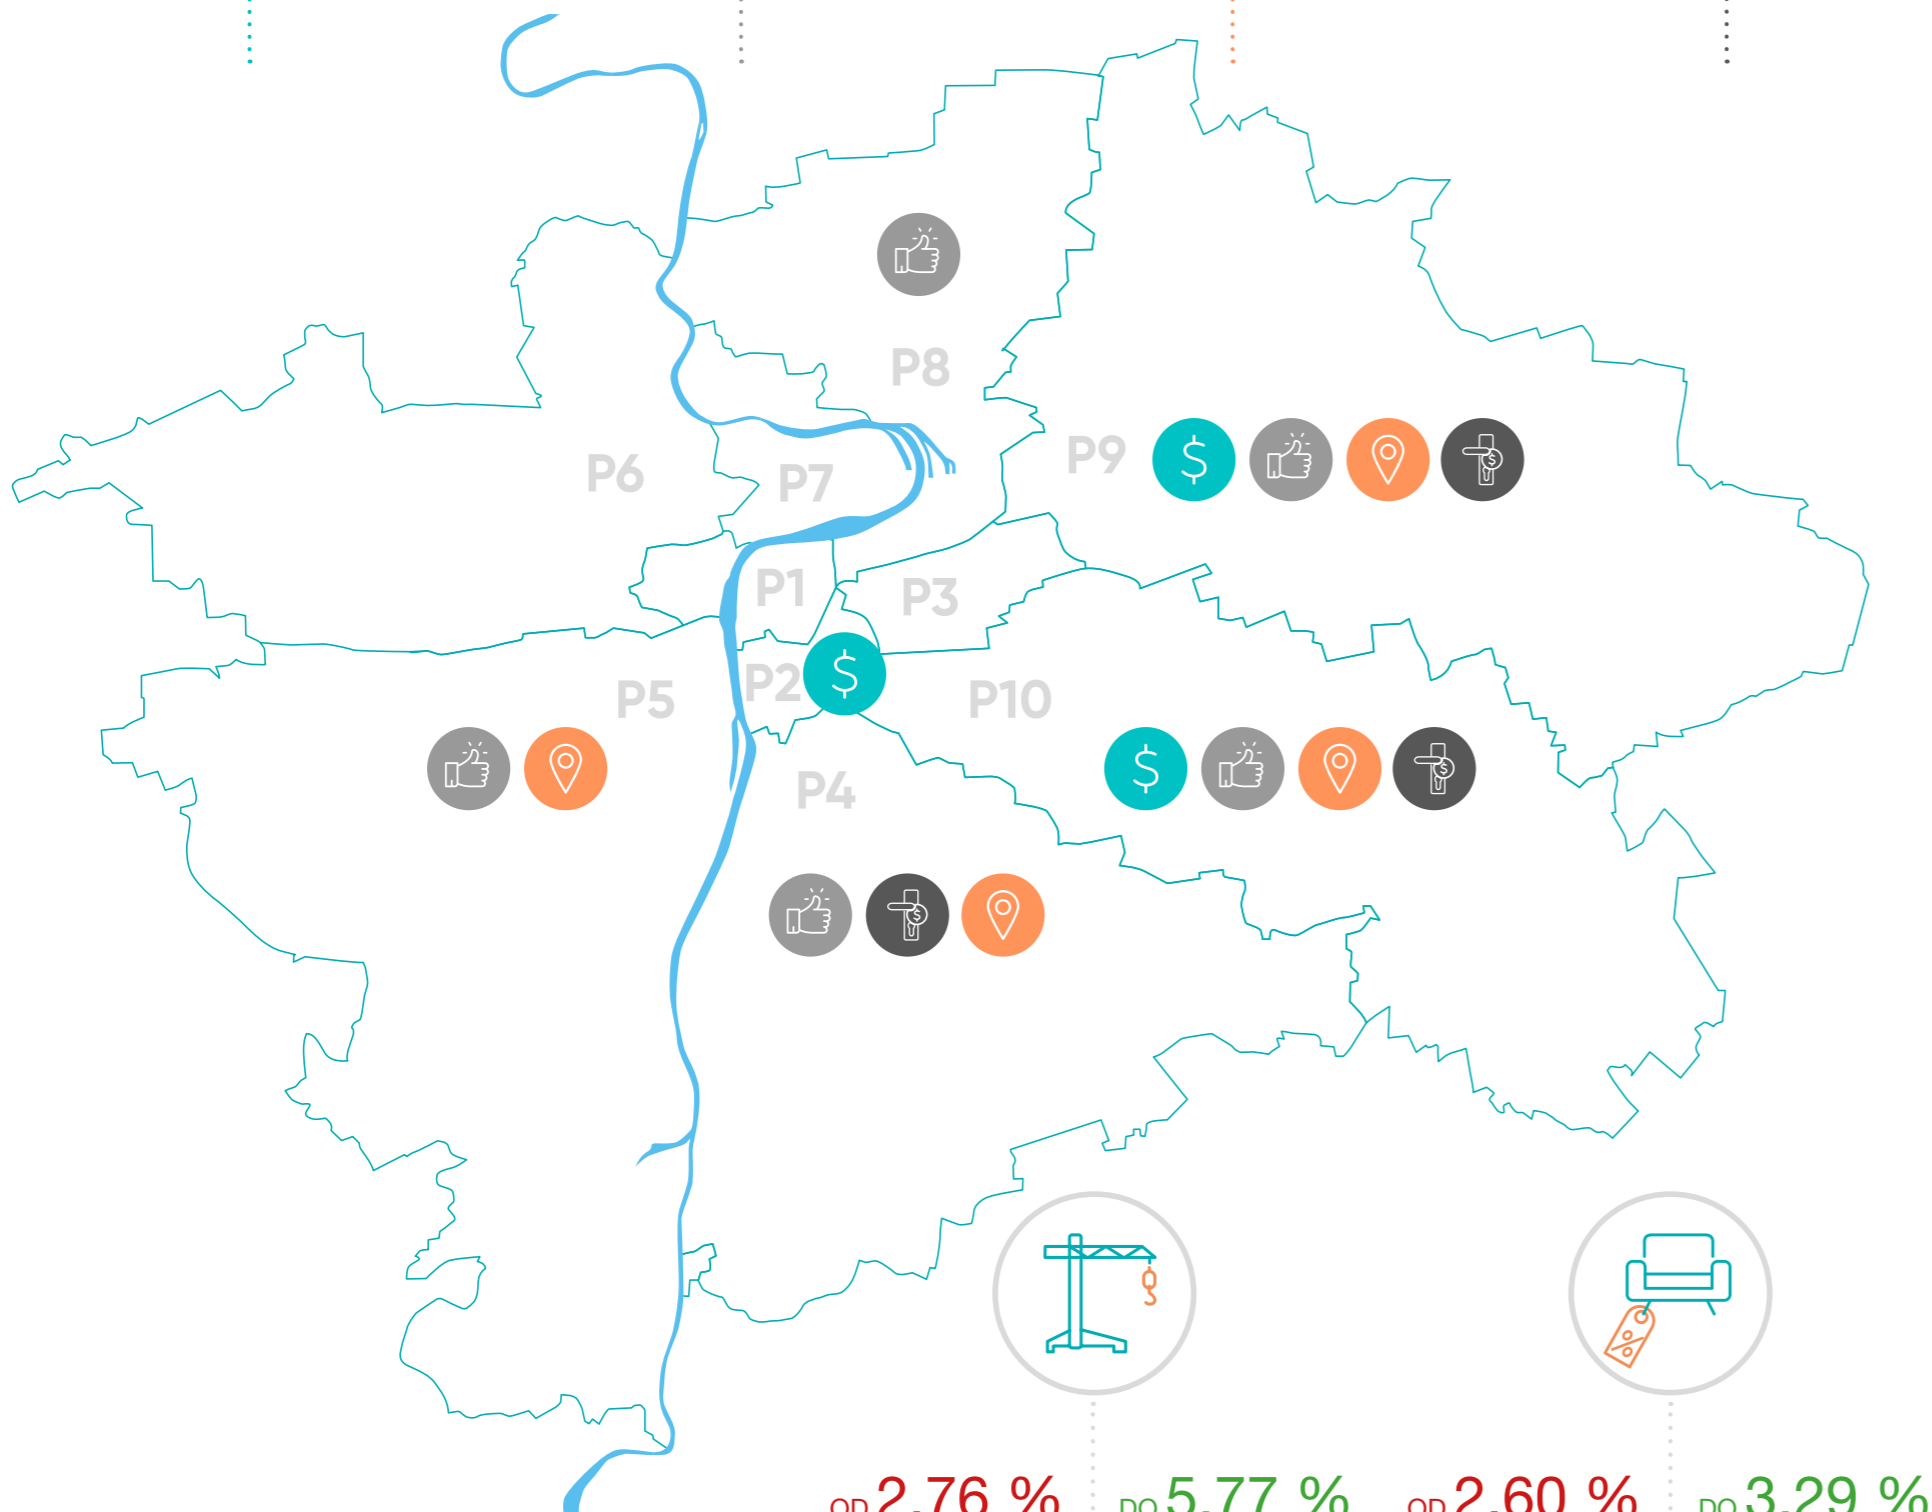 P8
P9
P6
P7
P1
P3
P2
P5
P10
P4
OD 2.76 % DO 5.77 % OD 2.60 % DO 3.29 %